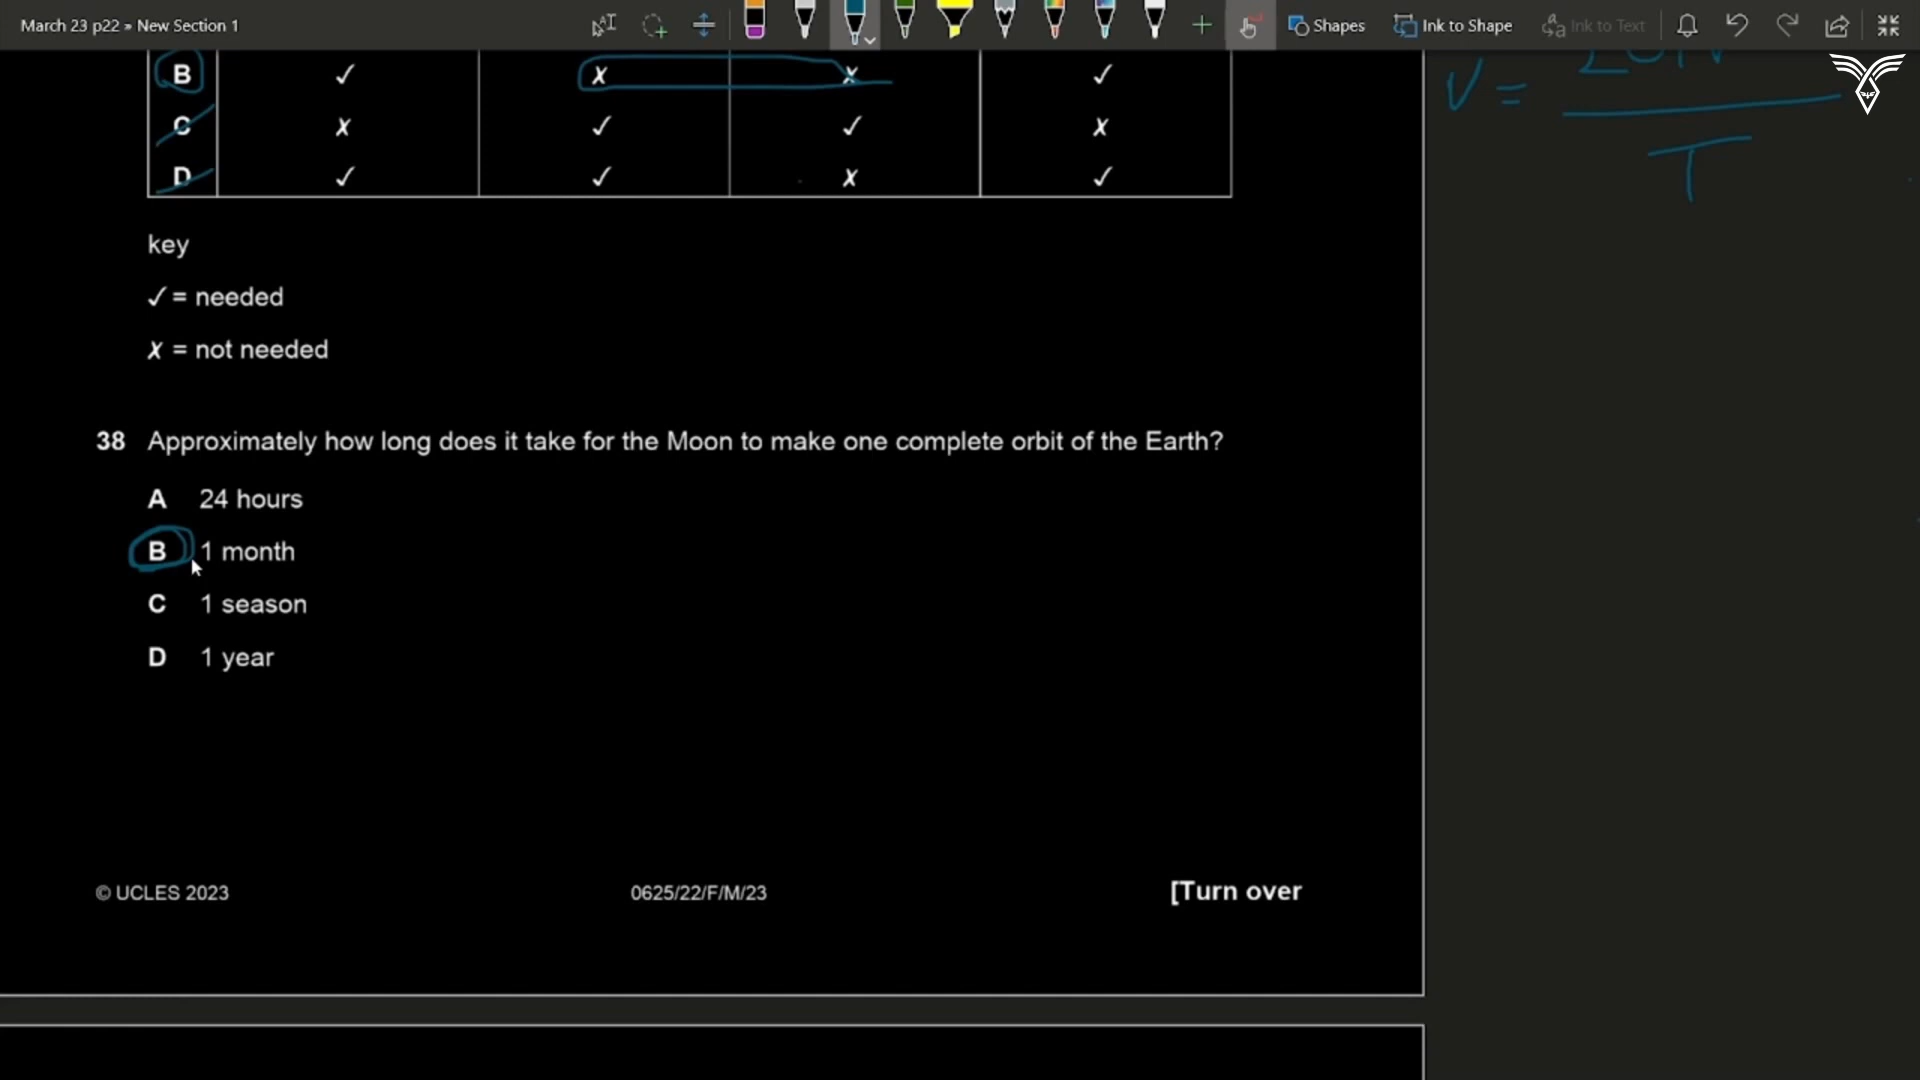 March 23 p22 » New Section 1
Shapes
Ink to Shape
Ink to Text
B ✓ ✗ ✗ ✓
C ✗ ✓ ✓ ✗
D ✓ ✓ ✗ ✓
V =
T
key
✓ = needed
✗ = not needed
38 Approximately how long does it take for the Moon to make one complete orbit of the Earth?
A 24 hours
B 1 month
C 1 season
D 1 year
© UCLES 2023
0625/22/F/M/23
[Turn over